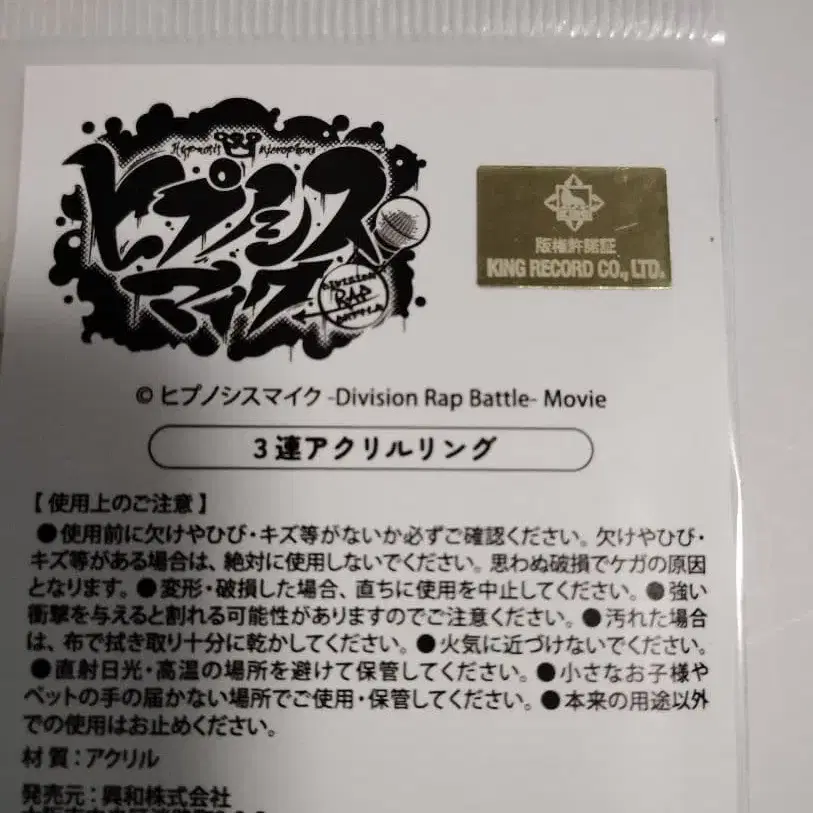 Hypnosis Microphone
ヒプノシス
マイク
DIVISION
RAP
BATTLE
版権許諾証
KING RECORD CO., LTD.
© ヒプノシスマイク -Division Rap Battle- Movie
3連アクリルリング
【使用上のご注意】
●使用前に欠けやひび・キズ等がないか必ずご確認ください。欠けやひび・
キズ等がある場合は、絶対に使用しないでください。思わぬ破損でケガの原因
となります。●変形・破損した場合、直ちに使用を中止してください。●強い
衝撃を与えると割れる可能性がありますのでご注意ください。●汚れた場合
は、布で拭き取り十分に乾かしてください。●火気に近づけないでください。
●直射日光・高温の場所を避けて保管してください。●小さなお子様や
ペットの手の届かない場所でご使用・保管してください。●本来の用途以外
での使用はお止めください。
材質：アクリル
発売元：興和株式会社